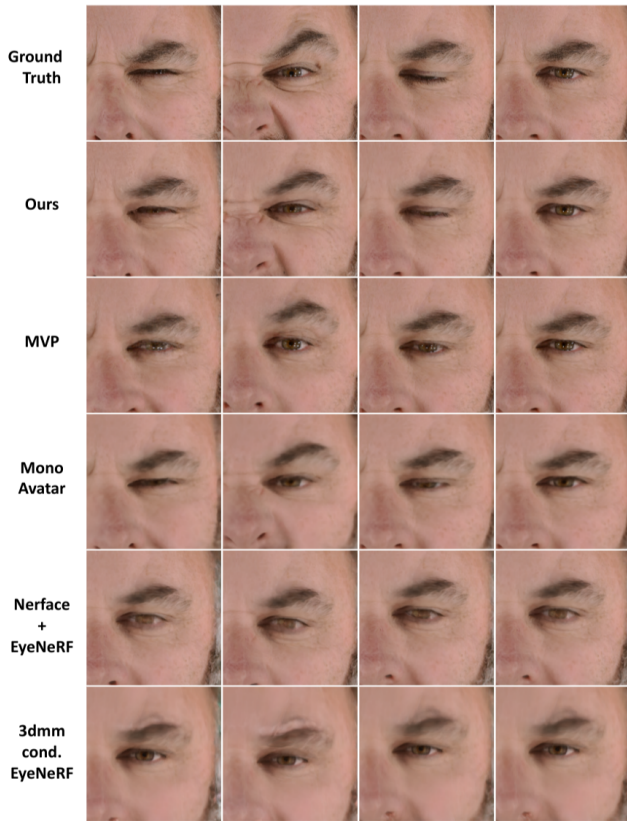 Ground
Truth
Ours
MVP
Mono
Avatar
Nerface
+
EyeNeRF
3dmm
cond.
EyeNeRF